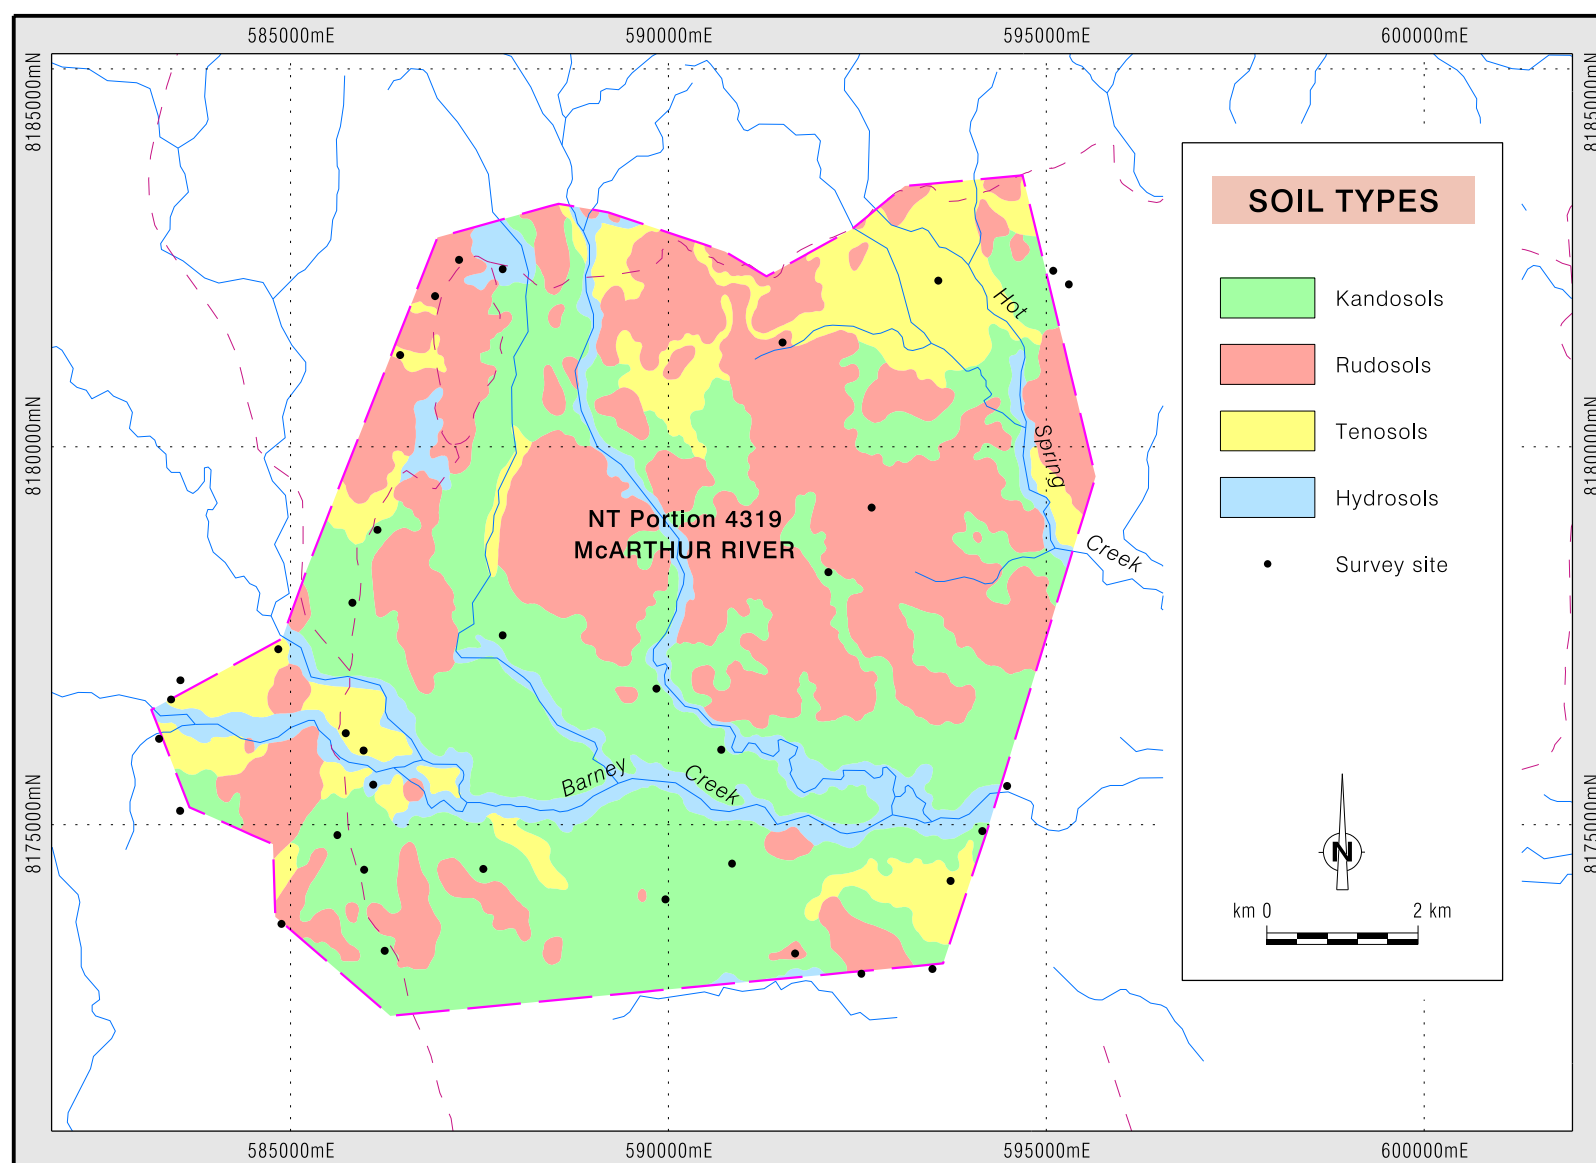 585000mE
590000mE
595000mE
600000mE
8185000mN
8185000mN
SOIL TYPES
Kandosols
Rudosols
Tenosols
Hydrosols
Survey site
Hot
Spring
Creek
8180000mN
8180000mN
NT Portion 4319
McARTHUR RIVER
Barney
Creek
8175000mN
8175000mN
N
km 0
2 km
585000mE
590000mE
595000mE
600000mE